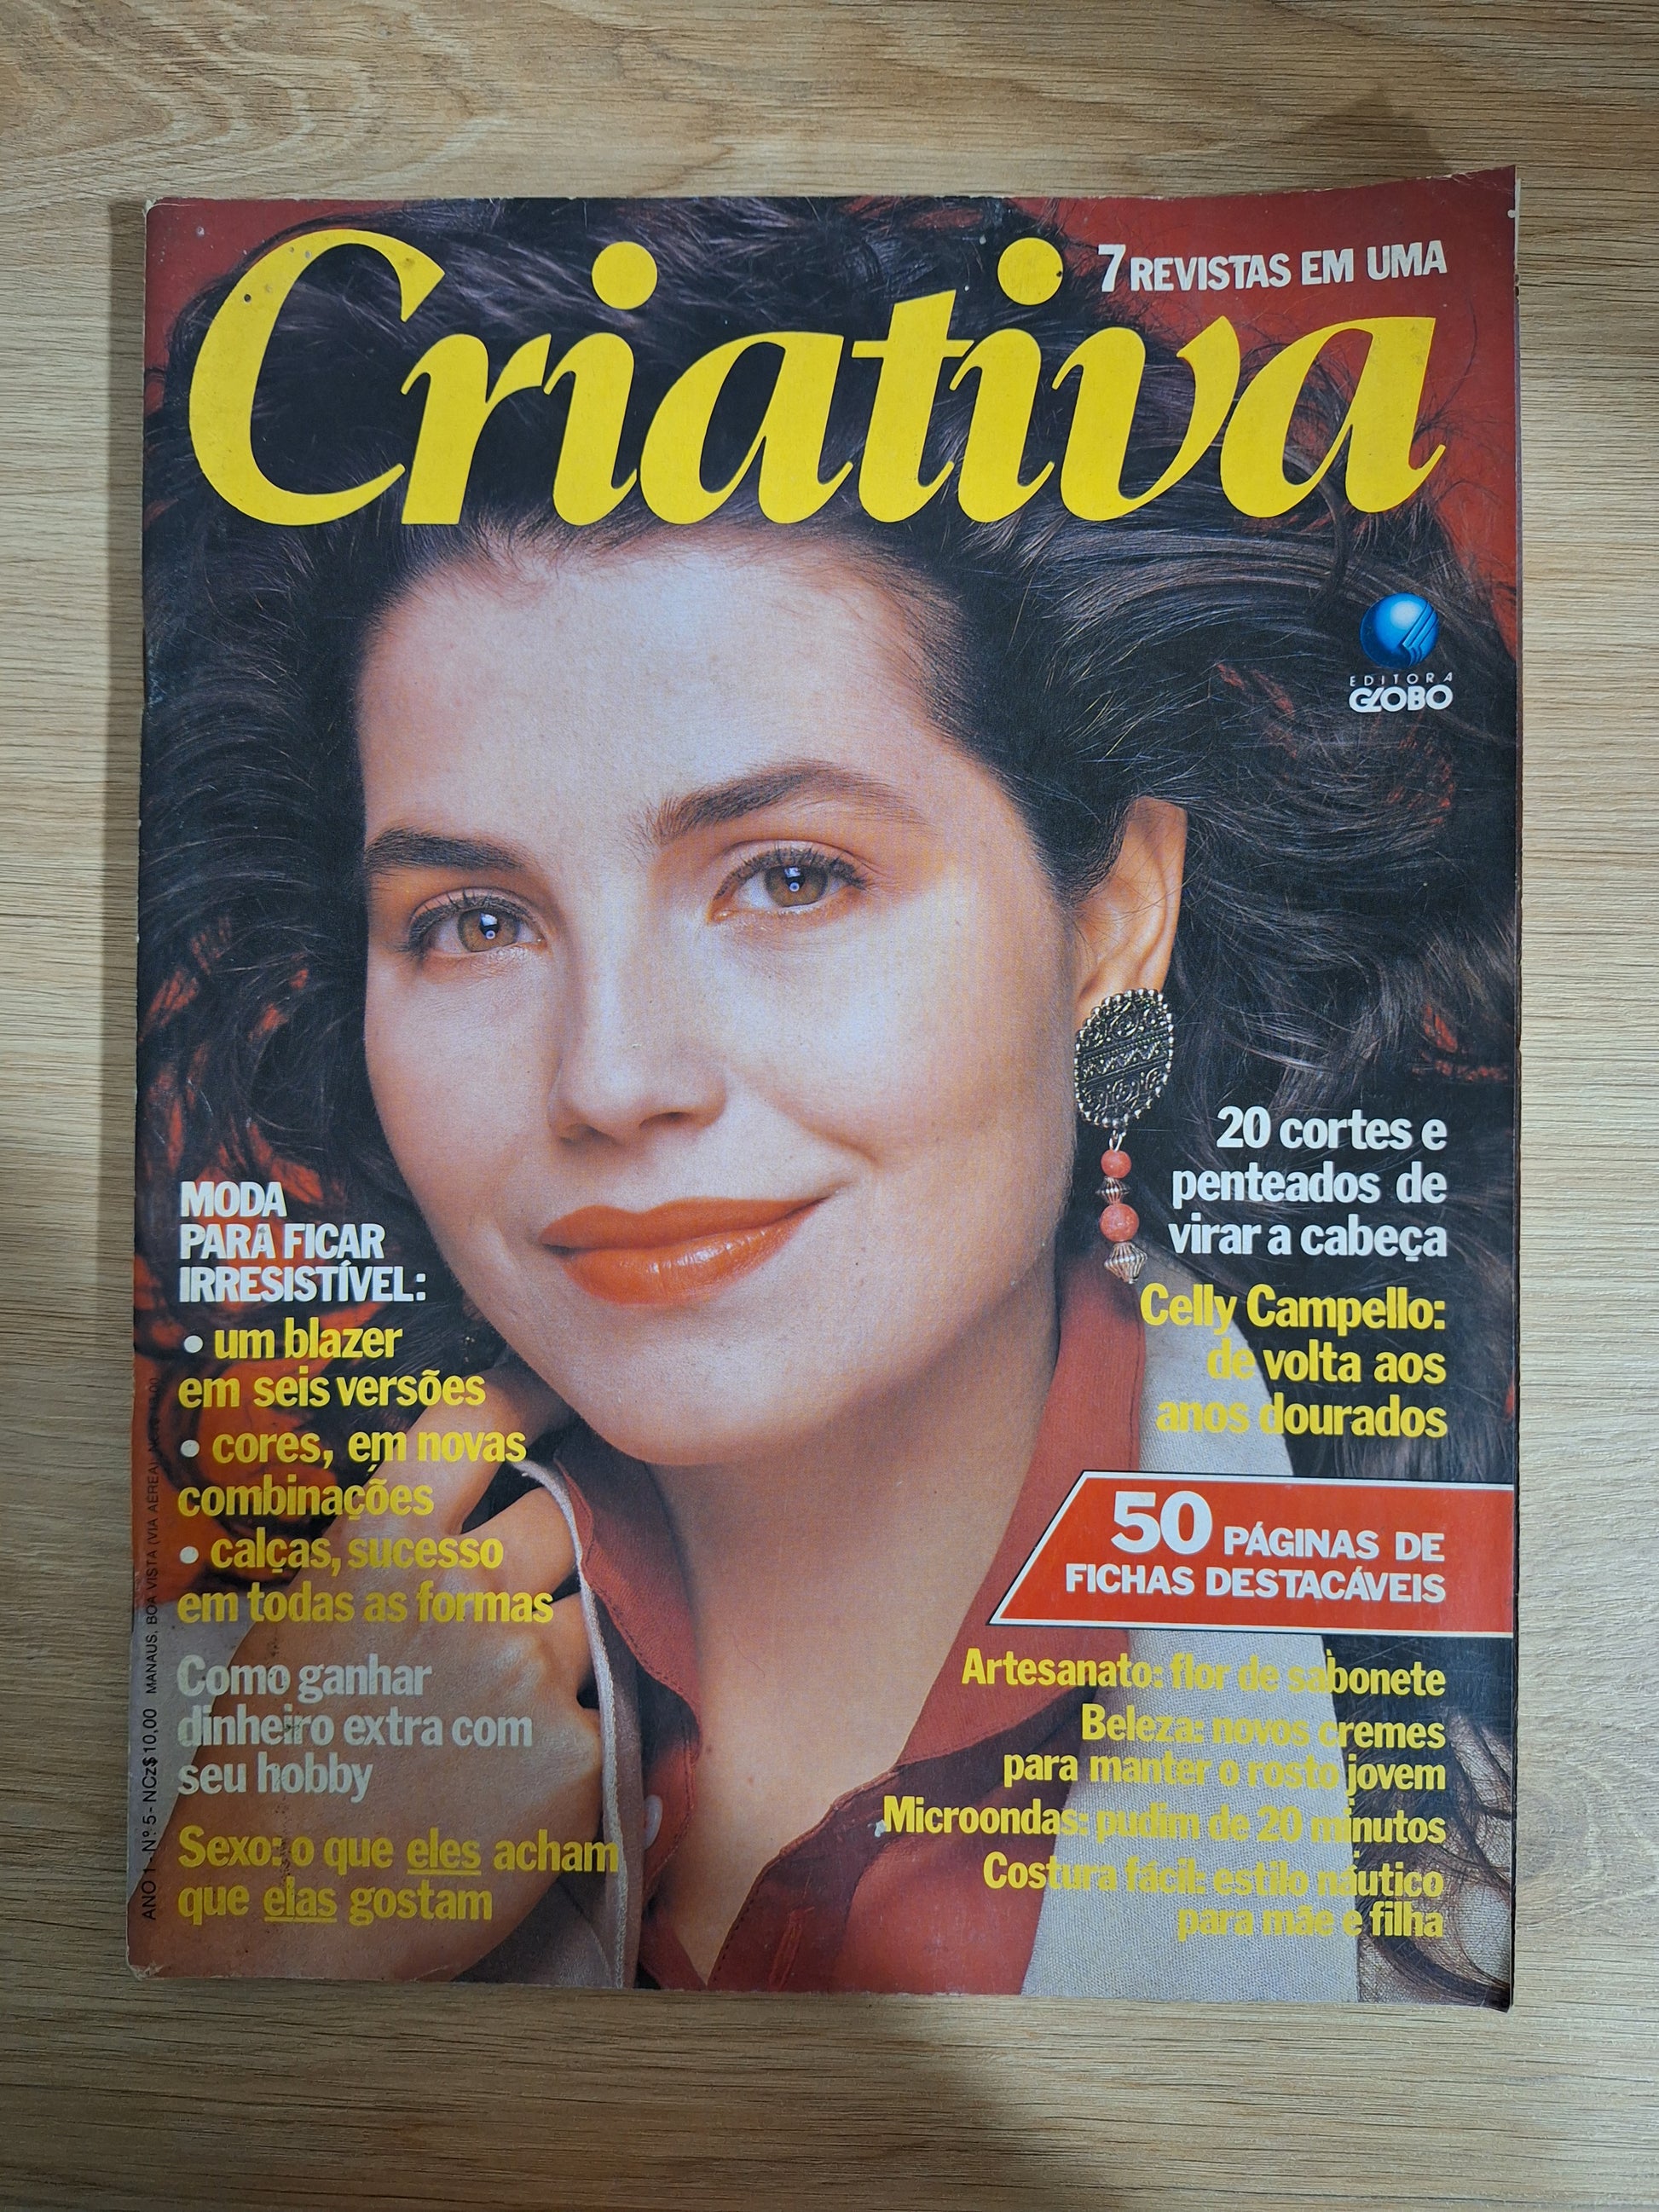 7 REVISTAS EM UMA
Criativa
EDITORA
GLOBO
20 cortes e
penteados de
virar a cabeça
Celly Campello:
de volta aos
anos dourados
50 PÁGINAS DE
FICHAS DESTACÁVEIS
Artesanato: flor de sabonete
Beleza: novos cremes
para manter o rosto jovem
Microondas: pudim de 20 minutos
Costura fácil: estilo náutico
para mãe e filha
MODA
PARA FICAR
IRRESISTÍVEL:
• um blazer
em seis versões
• cores, em novas
combinações
• calças, sucesso
em todas as formas
Como ganhar
dinheiro extra com
seu hobby
Sexo: o que eles acham
que elas gostam
ANO 1 - Nº 5 - NCz$ 10,00 MANAUS, BOA VISTA (VIA AÉREA)